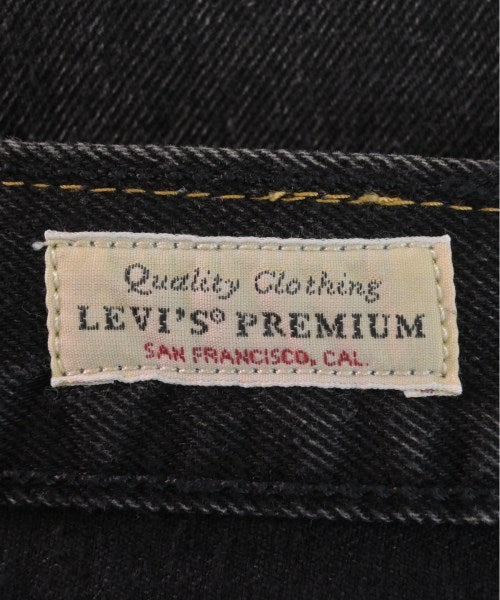 Quality Clothing
LEVI'S® PREMIUM
SAN FRANCISCO, CAL.